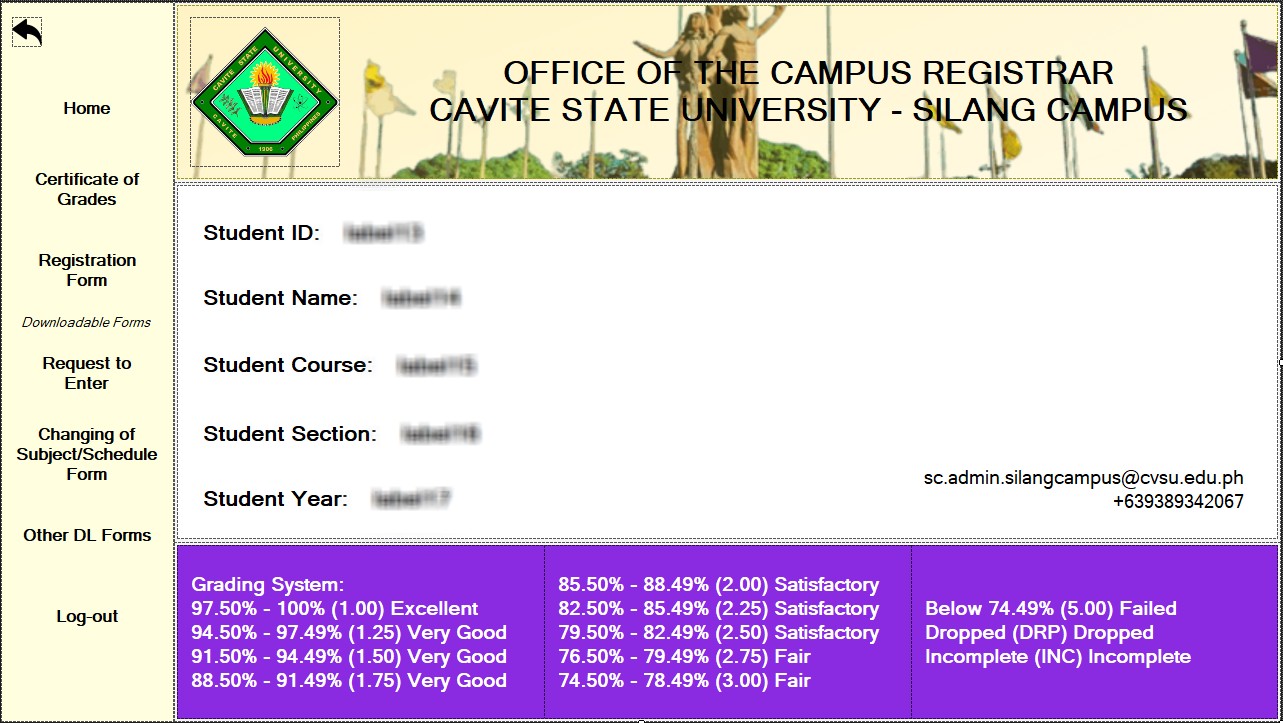 OFFICE OF THE CAMPUS REGISTRAR
CAVITE STATE UNIVERSITY - SILANG CAMPUS
CAVITE STATE UNIVERSITY
CAVITE PHILIPPINES
1906
Home
Certificate of
Grades
Registration
Form
Downloadable Forms
Request to
Enter
Changing of
Subject/Schedule
Form
Other DL Forms
Log-out
Student ID:
Student Name:
Student Course:
Student Section:
Student Year:
sc.admin.silangcampus@cvsu.edu.ph
+639389342067
Grading System:
97.50% - 100% (1.00) Excellent
94.50% - 97.49% (1.25) Very Good
91.50% - 94.49% (1.50) Very Good
88.50% - 91.49% (1.75) Very Good
85.50% - 88.49% (2.00) Satisfactory
82.50% - 85.49% (2.25) Satisfactory
79.50% - 82.49% (2.50) Satisfactory
76.50% - 79.49% (2.75) Fair
74.50% - 78.49% (3.00) Fair
Below 74.49% (5.00) Failed
Dropped (DRP) Dropped
Incomplete (INC) Incomplete